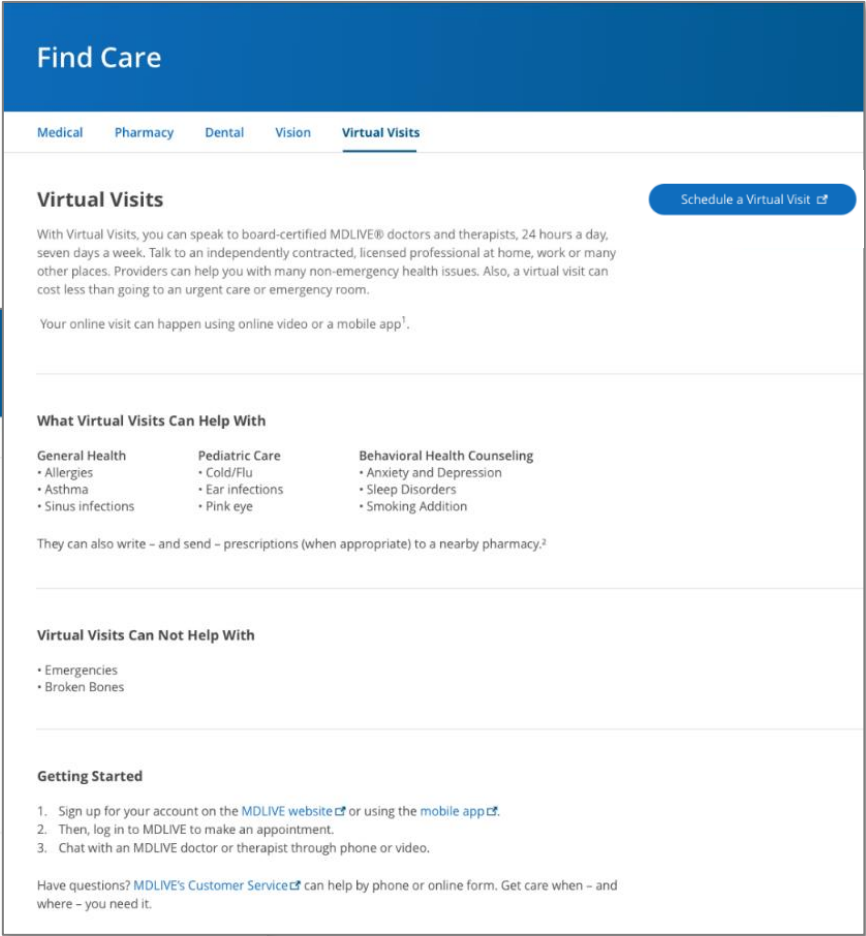 Find Care
Medical Pharmacy Dental Vision Virtual Visits
Virtual Visits
Schedule a Virtual Visit
With Virtual Visits, you can speak to board-certified MDLIVE® doctors and therapists, 24 hours a day,
seven days a week. Talk to an independently contracted, licensed professional at home, work or many
other places. Providers can help you with many non-emergency health issues. Also, a virtual visit can
cost less than going to an urgent care or emergency room.
Your online visit can happen using online video or a mobile app¹.
What Virtual Visits Can Help With
General Health
• Allergies
• Asthma
• Sinus infections
Pediatric Care
• Cold/Flu
• Ear infections
• Pink eye
Behavioral Health Counseling
• Anxiety and Depression
• Sleep Disorders
• Smoking Addition
They can also write – and send – prescriptions (when appropriate) to a nearby pharmacy.²
Virtual Visits Can Not Help With
• Emergencies
• Broken Bones
Getting Started
1. Sign up for your account on the MDLIVE website or using the mobile app.
2. Then, log in to MDLIVE to make an appointment.
3. Chat with an MDLIVE doctor or therapist through phone or video.
Have questions? MDLIVE's Customer Service can help by phone or online form. Get care when – and
where – you need it.